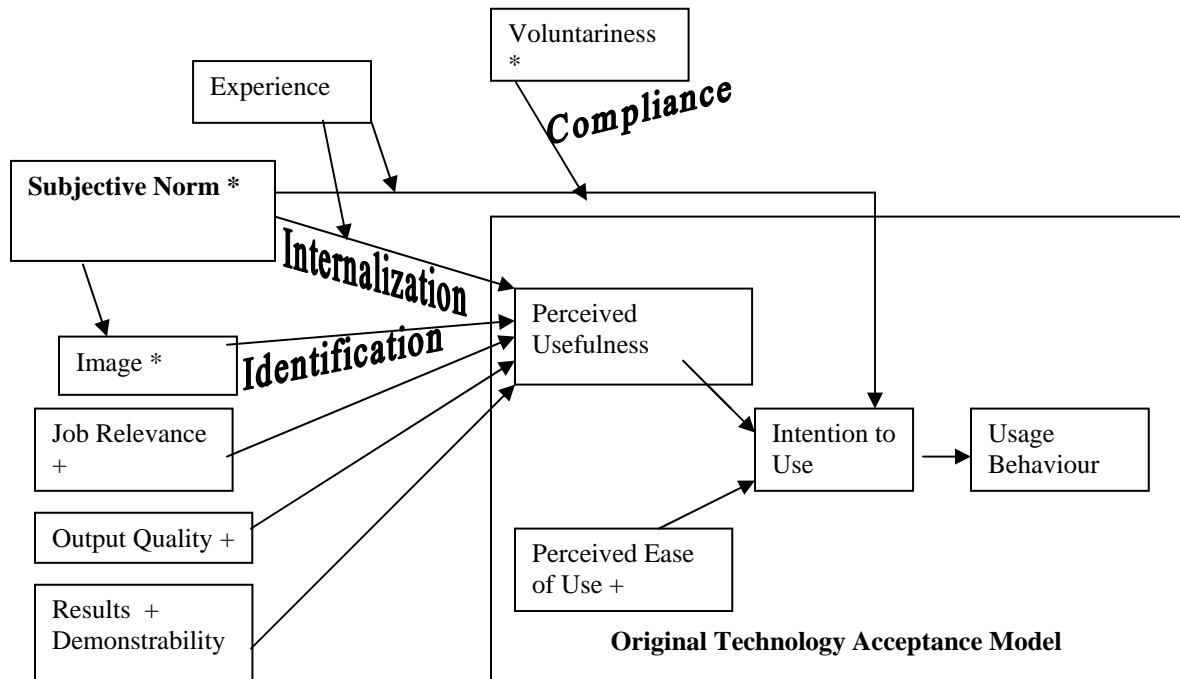 Voluntariness
*
Experience
Compliance
Subjective Norm *
Internalization
Perceived
Usefulness
Image *
Identification
Job Relevance
+
Intention to
Use
Usage
Behaviour
Output Quality +
Perceived Ease
of Use +
Results +
Demonstrability
Original Technology Acceptance Model